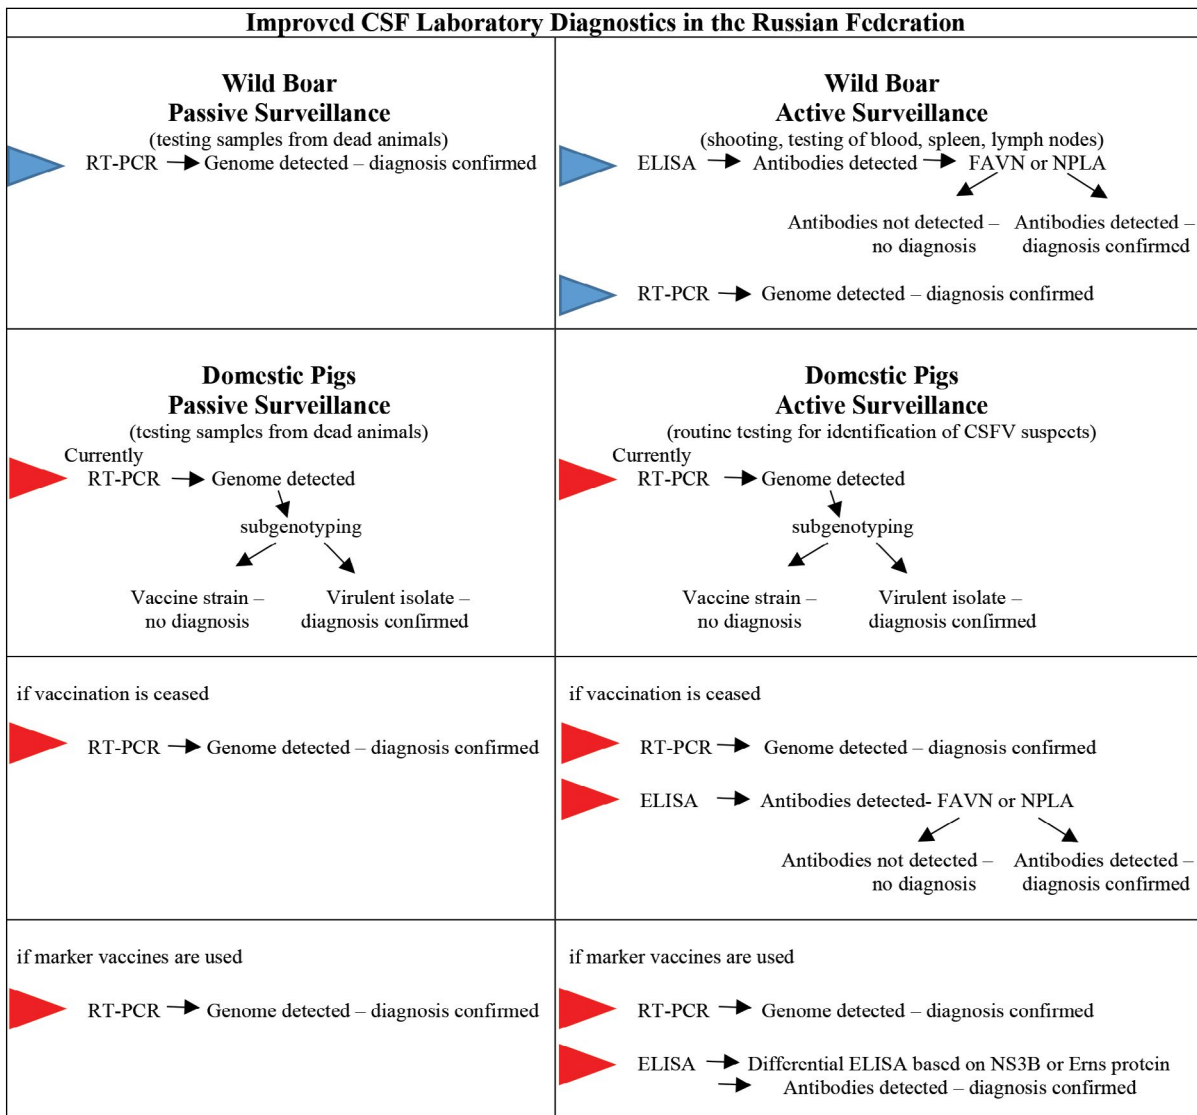 Improved CSF Laboratory Diagnostics in the Russian Federation
Wild Boar
Passive Surveillance
(testing samples from dead animals)
RT-PCR Genome detected – diagnosis confirmed
Wild Boar
Active Surveillance
(shooting, testing of blood, spleen, lymph nodes)
ELISA Antibodies detected FAVN or NPLA
Antibodies not detected – Antibodies detected –
no diagnosis diagnosis confirmed
RT-PCR Genome detected – diagnosis confirmed
Domestic Pigs
Passive Surveillance
(testing samples from dead animals)
Currently
RT-PCR Genome detected
subgenotyping
Vaccine strain – Virulent isolate –
no diagnosis diagnosis confirmed
Domestic Pigs
Active Surveillance
(routine testing for identification of CSFV suspects)
Currently
RT-PCR Genome detected
subgenotyping
Vaccine strain – Virulent isolate –
no diagnosis diagnosis confirmed
if vaccination is ceased
RT-PCR Genome detected – diagnosis confirmed
if vaccination is ceased
RT-PCR Genome detected – diagnosis confirmed
ELISA Antibodies detected- FAVN or NPLA
Antibodies not detected – Antibodies detected –
no diagnosis diagnosis confirmed
if marker vaccines are used
RT-PCR Genome detected – diagnosis confirmed
if marker vaccines are used
RT-PCR Genome detected – diagnosis confirmed
ELISA Differential ELISA based on NS3B or Erns protein
Antibodies detected – diagnosis confirmed